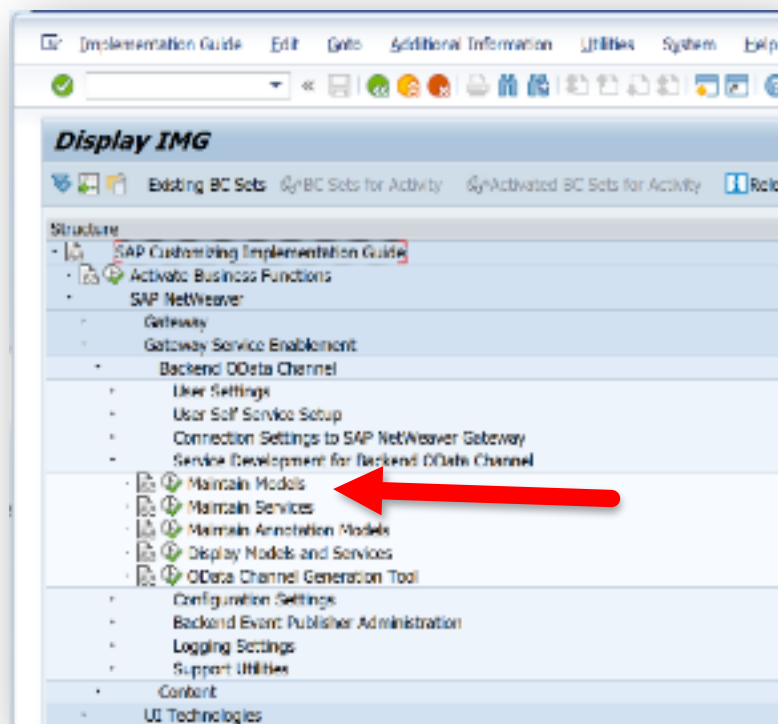 Implementation Guide Edit Goto Additional Information Utilities System Help
Display IMG
Existing BC Sets BC Sets for Activity Activated BC Sets for Activity
Structure
SAP Customizing Implementation Guide
Activate Business Functions
SAP NetWeaver
Gateway
Gateway Service Enablement
Backend OData Channel
User Settings
User Self Service Setup
Connection Settings to SAP NetWeaver Gateway
Service Development for Backend OData Channel
Maintain Models
Maintain Services
Maintain Annotation Models
Display Models and Services
OData Channel Generation Tool
Configuration Settings
Backend Event Publisher Administration
Logging Settings
Support Utilities
Content
UI Technologies